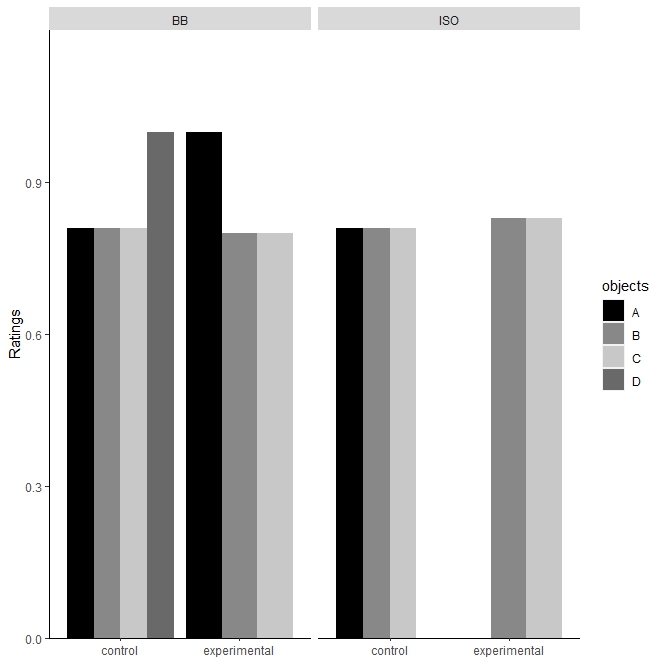 BB
ISO
Ratings
0.9
0.6
0.3
0.0
control
experimental
control
experimental
objects
A
B
C
D